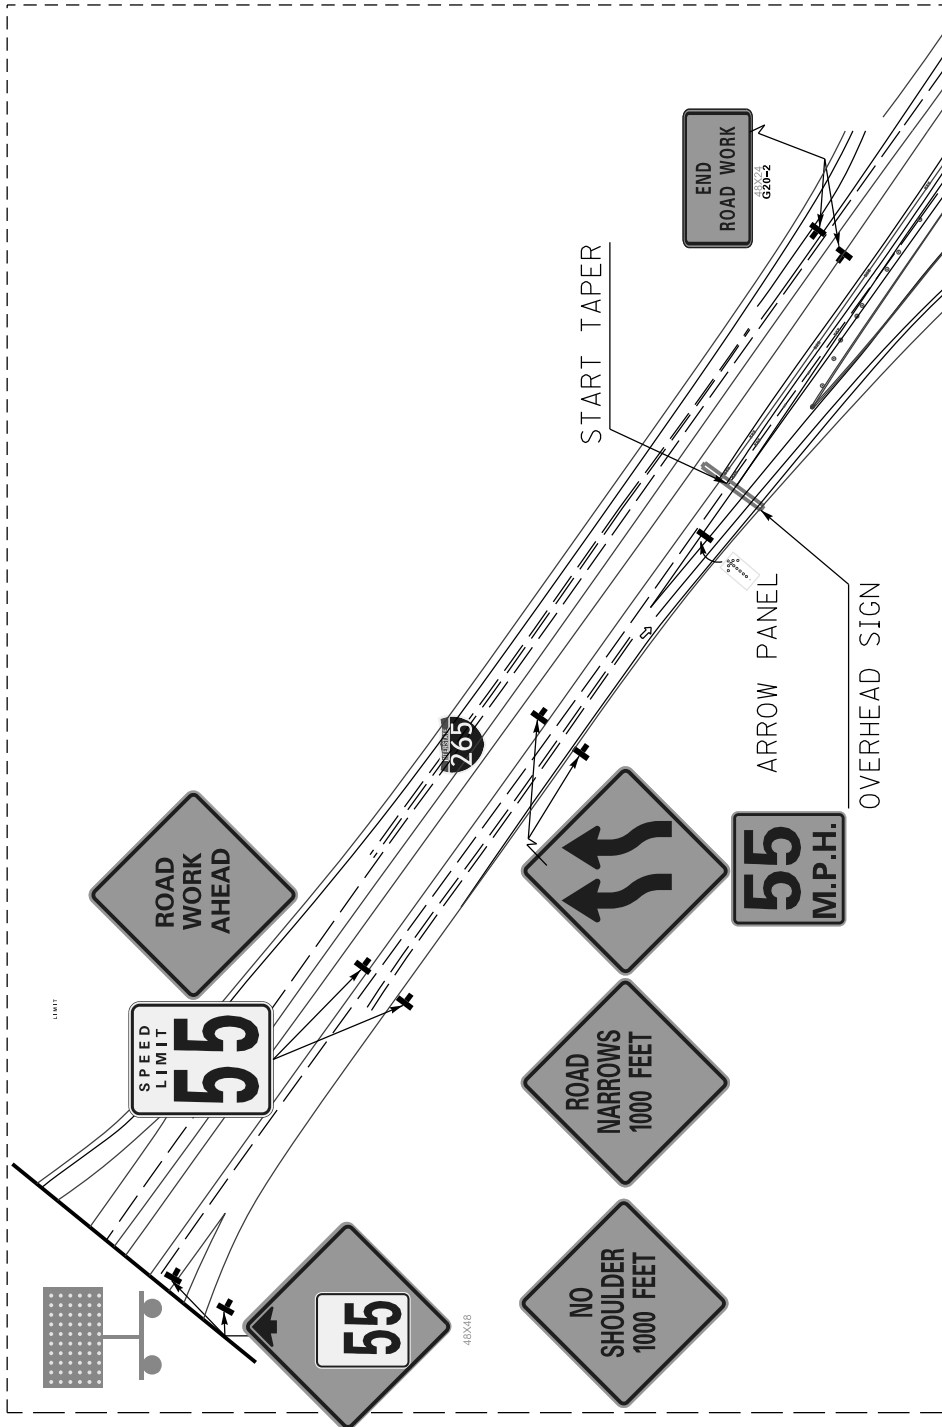 END
ROAD WORK
48X24
G20-2
START TAPER
ARROW PANEL
OVERHEAD SIGN
INTERSTATE
265
ROAD
WORK
AHEAD
SPEED
LIMIT
55
LIMIT
55
M.P.H.
ROAD
NARROWS
1000 FEET
NO
SHOULDER
1000 FEET
55
48X48